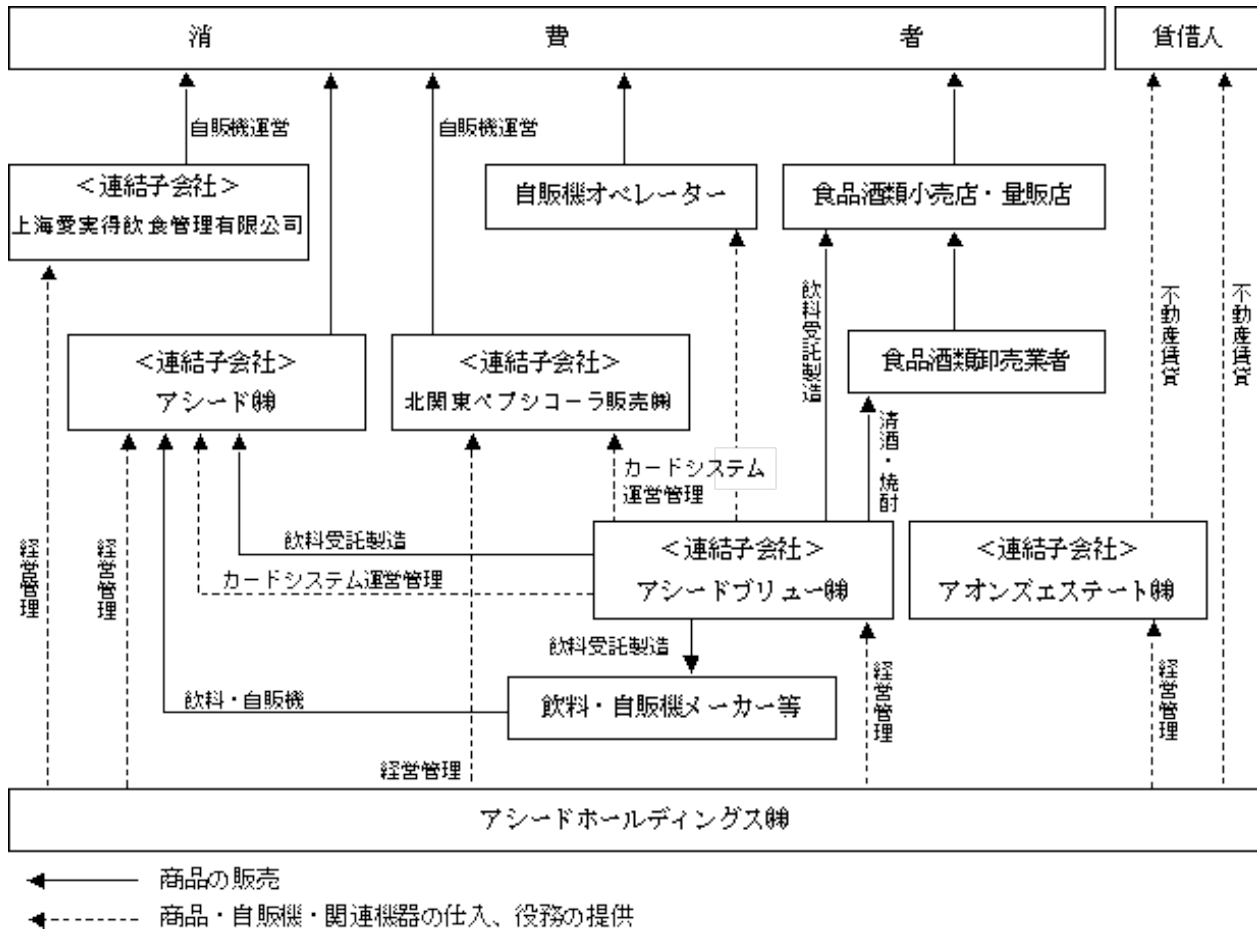 消費者
賃借人
自販機運営
自販機運営
＜連結子会社＞
上海愛実得飲食管理有限公司
自販機オペレーター
食品酒類小売店・量販店
飲料受託製造
不動産賃貸
不動産賃貸
＜連結子会社＞
アシード㈱
＜連結子会社＞
北関東ペプシコーラ販売㈱
食品酒類卸売業者
清酒・焼酎
カードシステム
運営管理
飲料受託製造
カードシステム運営管理
＜連結子会社＞
アシードブリュー㈱
＜連結子会社＞
アオンズエステート㈱
経営管理
経営管理
飲料受託製造
飲料・自販機
飲料・自販機メーカー等
経営管理
経営管理
経営管理
アシードホールディングス㈱
商品の販売
商品・自販機・関連機器の仕入、役務の提供